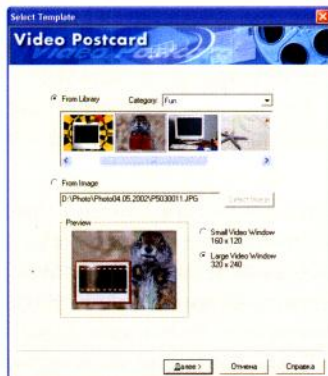 Select Template
Video Postcard
From Library
Category:
Fun
From Image
D:\Photo\Photo04.05.2002\P5030011.JPG
Select Image
Preview
Small Video Window
160 x 120
Large Video Window
320 x 240
Далее >
Отмена
Справка